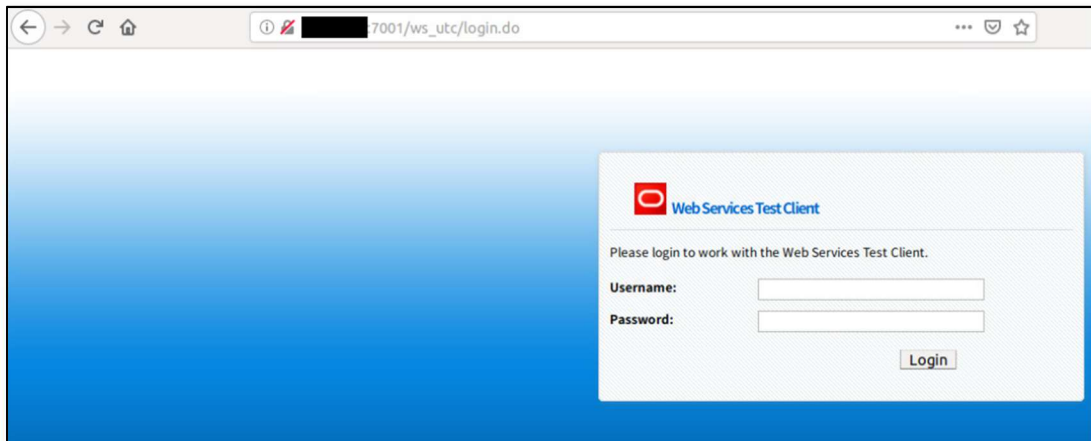 :7001/ws_utc/login.do
Web Services Test Client
Please login to work with the Web Services Test Client.
Username:
Password:
Login